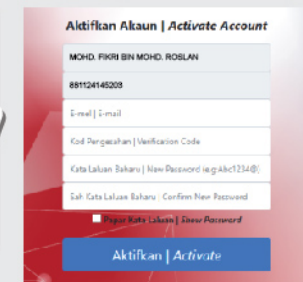 Aktifkan Akaun | Activate Account
MOHD. FIKRI BIN MOHD. ROSLAN
881124145203
E-mel | E-mail
Kod Pengesahan | Verification Code
Kata Laluan Baharu | New Password (e.g:Abc1234@)
Sah Kata Laluan Baharu | Confirm New Password
Papar Kata Laluan | Show Password
Aktifkan | Activate